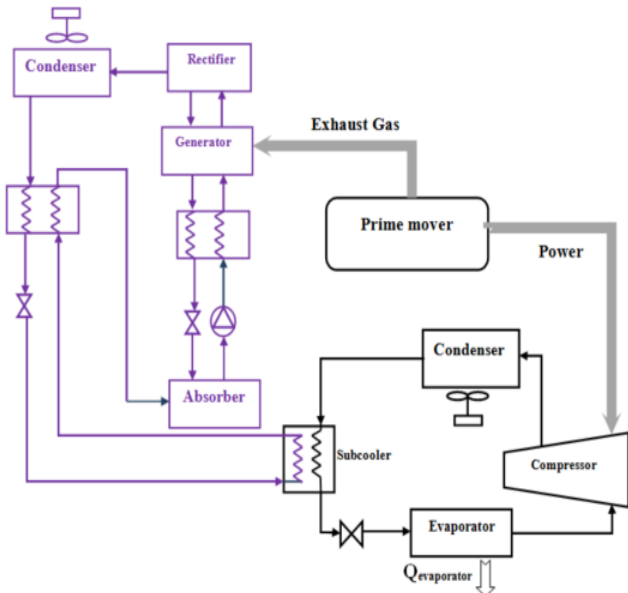 Condenser
Rectifier
Exhaust Gas
Generator
Prime mover
Power
Condenser
Absorber
Subcooler
Compressor
Evaporator
Qevaporator